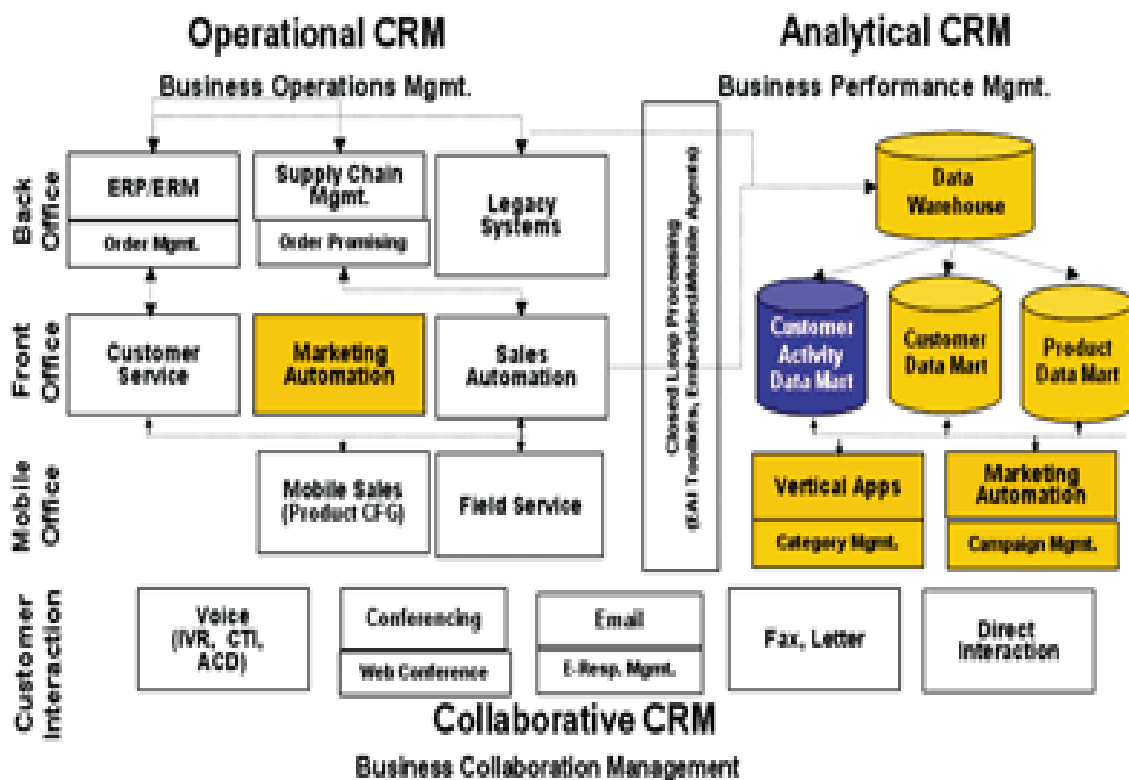 Operational CRM
Analytical CRM
Business Operations Mgmt.
Business Performance Mgmt.
Back
Office
ERP/ERM
Order Mgmt.
Supply Chain
Mgmt.
Order Promising
Legacy
Systems
Closed Loop Processing
(EAI Toolkits, Embedded/Mobile Agents)
Data
Warehouse
Front
Office
Customer
Service
Marketing
Automation
Sales
Automation
Customer
Activity
Data Mart
Customer
Data Mart
Product
Data Mart
Mobile
Office
Mobile Sales
(Product CFG)
Field Service
Vertical Apps
Category Mgmt.
Marketing
Automation
Campaign Mgmt.
Customer
Interaction
Voice
(IVR, CTI,
ACD)
Conferencing
Web Conference
Email
E-Resp. Mgmt.
Fax, Letter
Direct
Interaction
Collaborative CRM
Business Collaboration Management